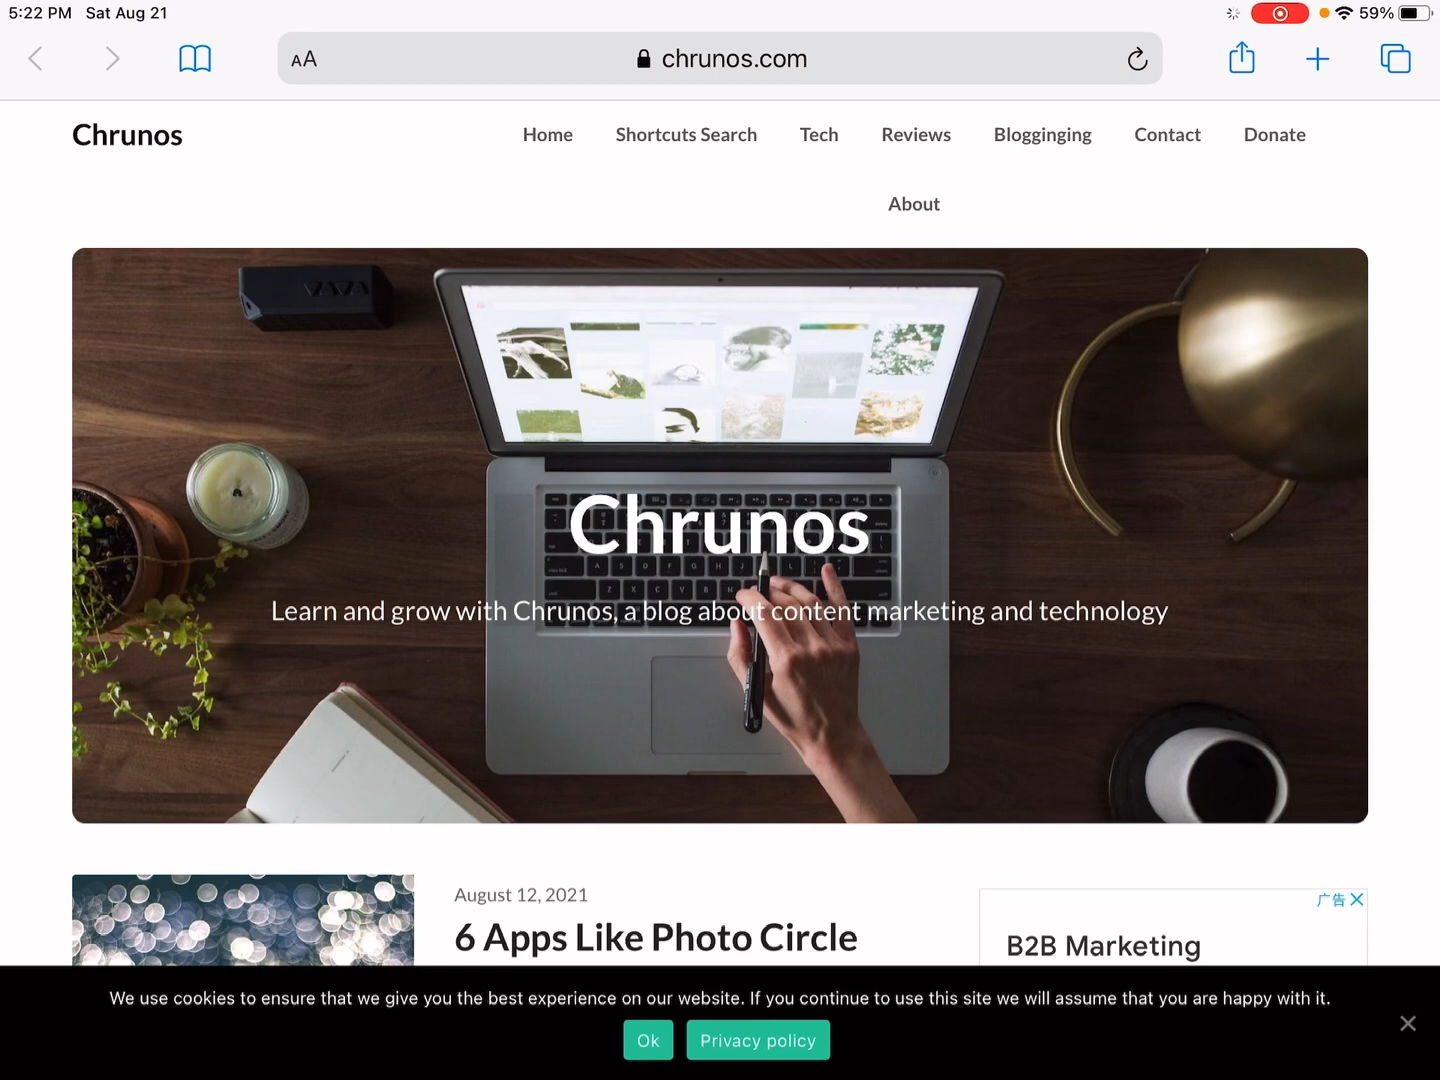 5:22 PM Sat Aug 21
59%
AA
chrunos.com
Chrunos
Home Shortcuts Search Tech Reviews Blogginging Contact Donate
About
Chrunos
Learn and grow with Chrunos, a blog about content marketing and technology
August 12, 2021
6 Apps Like Photo Circle
广告
B2B Marketing
We use cookies to ensure that we give you the best experience on our website. If you continue to use this site we will assume that you are happy with it.
Ok
Privacy policy